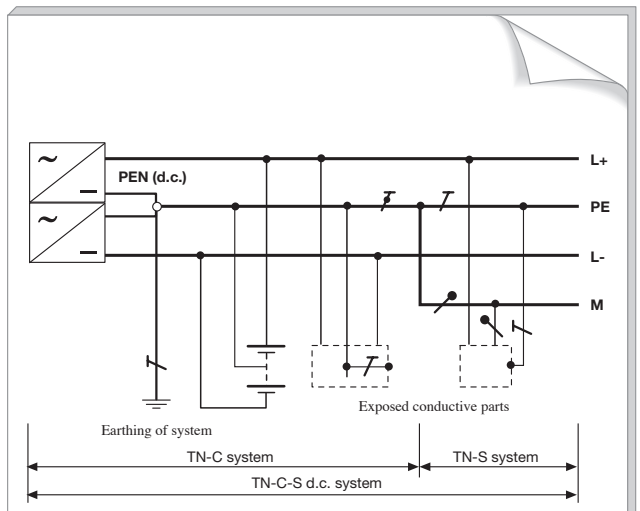 ~
L+
PEN (d.c.)
~
PE
L-
M
Exposed conductive parts
Earthing of system
TN-C system
TN-S system
TN-C-S d.c. system